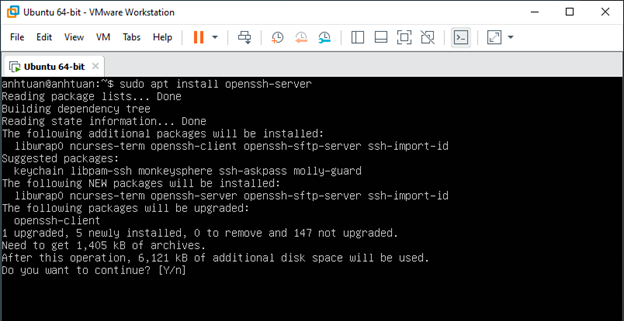 Ubuntu 64-bit - VMware Workstation
File Edit View VM Tabs Help
Ubuntu 64-bit
anhtuan@anhtuan:~$ sudo apt install openssh-server
Reading package lists... Done
Building dependency tree
Reading state information... Done
The following additional packages will be installed:
libwrap0 ncurses-term openssh-client openssh-sftp-server ssh-import-id
Suggested packages:
keychain libpam-ssh monkeysphere ssh-askpass molly-guard
The following NEW packages will be installed:
libwrap0 ncurses-term openssh-server openssh-sftp-server ssh-import-id
The following packages will be upgraded:
openssh-client
1 upgraded, 5 newly installed, 0 to remove and 147 not upgraded.
Need to get 1,405 kB of archives.
After this operation, 6,121 kB of additional disk space will be used.
Do you want to continue? [Y/n]